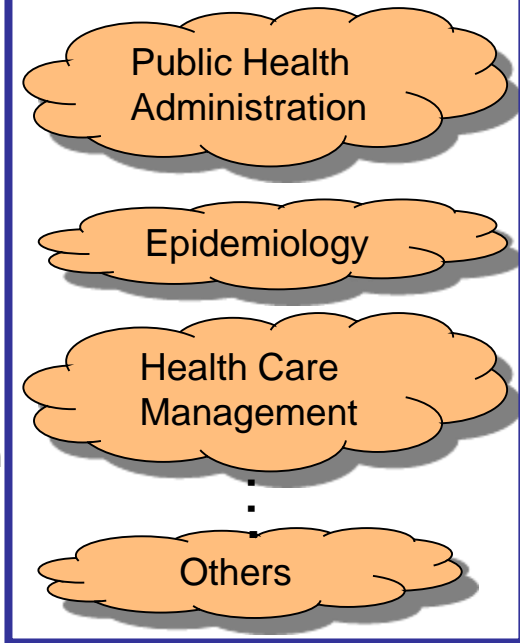 Public Health
Administration
Epidemiology
Health Care
Management
Others